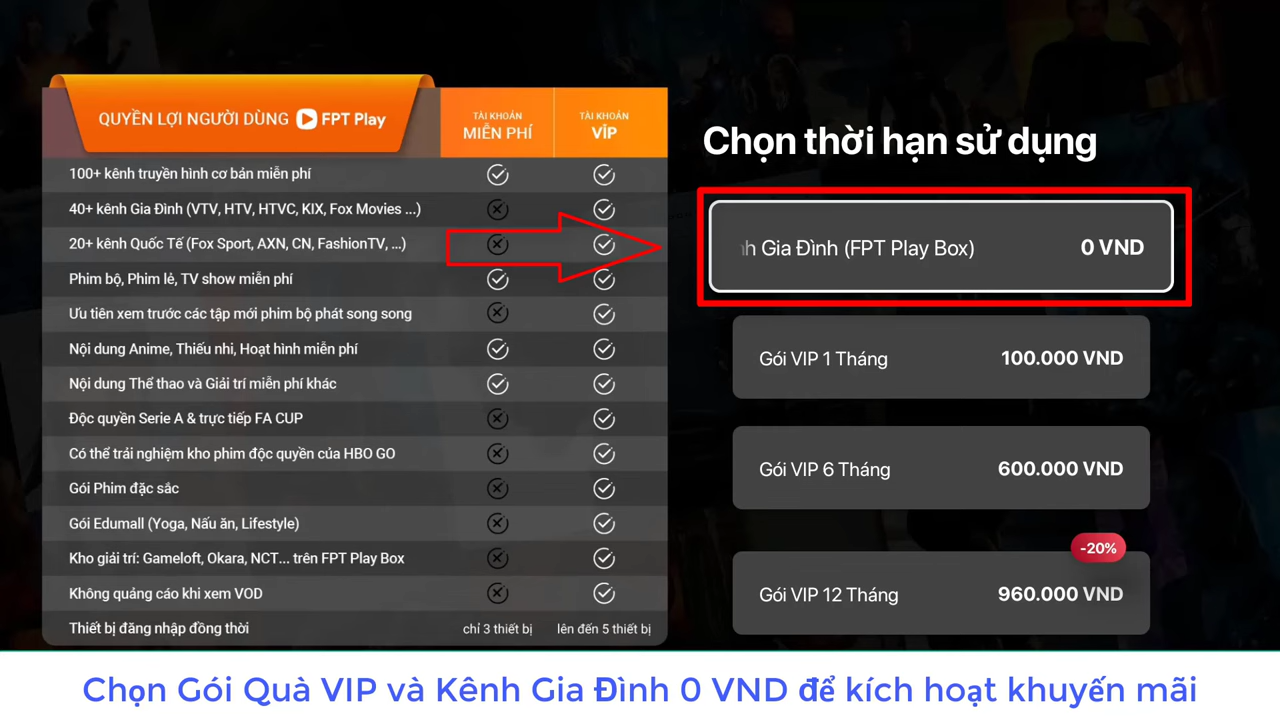 QUYỀN LỢI NGƯỜI DÙNG FPT Play
TÀI KHOẢN
MIỄN PHÍ
TÀI KHOẢN
VIP
100+ kênh truyền hình cơ bản miễn phí
40+ kênh Gia Đình (VTV, HTV, HTVC, KIX, Fox Movies ...)
20+ kênh Quốc Tế (Fox Sport, AXN, CN, FashionTV, ...)
Phim bộ, Phim lẻ, TV show miễn phí
Ưu tiên xem trước các tập mới phim bộ phát song song
Nội dung Anime, Thiếu nhi, Hoạt hình miễn phí
Nội dung Thể thao và Giải trí miễn phí khác
Độc quyền Serie A & trực tiếp FA CUP
Có thể trải nghiệm kho phim độc quyền của HBO GO
Gói Phim đặc sắc
Gói Edumall (Yoga, Nấu ăn, Lifestyle)
Kho giải trí: Gameloft, Okara, NCT... trên FPT Play Box
Không quảng cáo khi xem VOD
Thiết bị đăng nhập đồng thời chỉ 3 thiết bị lên đến 5 thiết bị
Chọn thời hạn sử dụng
nh Gia Đình (FPT Play Box) 0 VND
Gói VIP 1 Tháng 100.000 VND
Gói VIP 6 Tháng 600.000 VND
-20%
Gói VIP 12 Tháng 960.000 VND
Chọn Gói Quà VIP và Kênh Gia Đình 0 VND để kích hoạt khuyến mãi